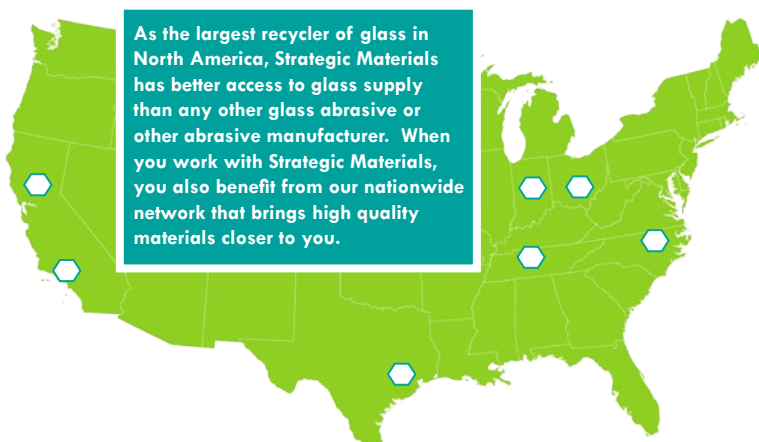 As the largest recycler of glass in
North America, Strategic Materials
has better access to glass supply
than any other glass abrasive or
other abrasive manufacturer.  When
you work with Strategic Materials,
you also benefit from our nationwide
network that brings high quality
materials closer to you.